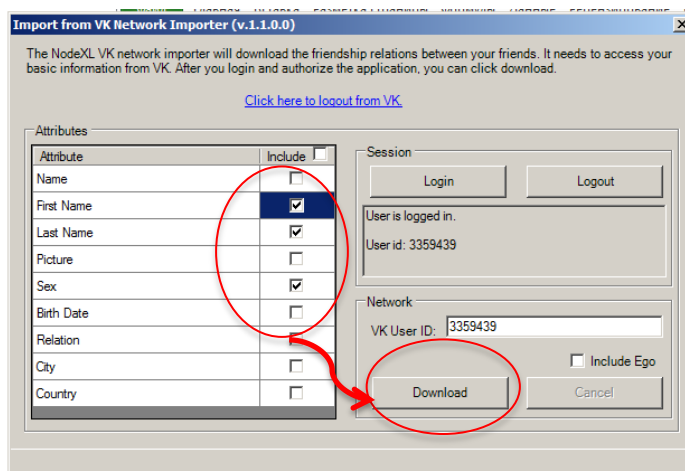 Import from VK Network Importer (v.1.1.0.0)
The NodeXL VK network importer will download the friendship relations between your friends. It needs to access your
basic information from VK. After you login and authorize the application, you can click download.
Click here to logout from VK.
Attributes
Attribute Include
Name
First Name
Last Name
Picture
Sex
Birth Date
Relation
City
Country
Session
Login Logout
User is logged in.
User id: 3359439
Network
VK User ID: 3359439
Include Ego
Download Cancel